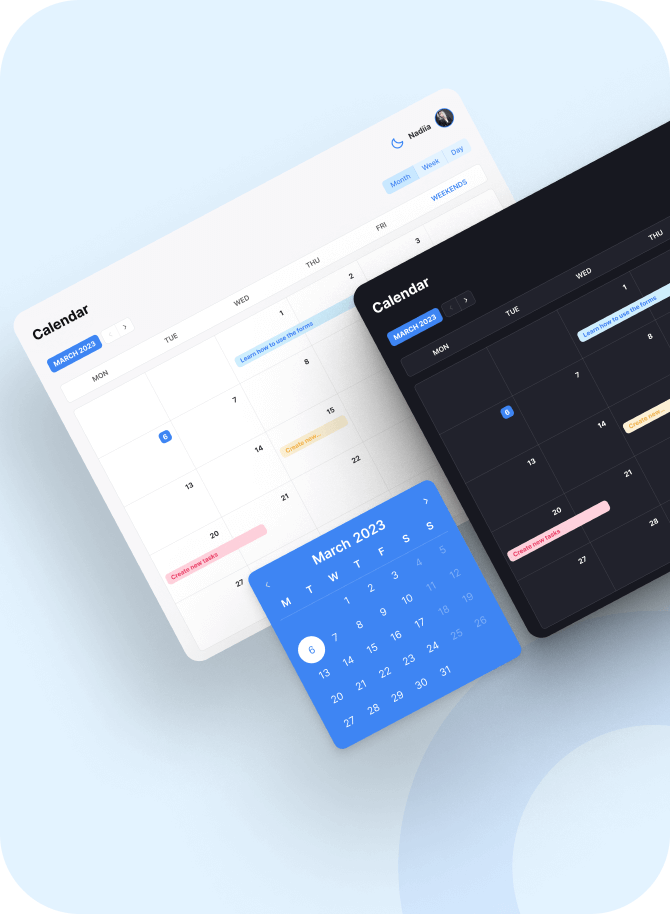 Nadiia
Month Week Day
Calendar
MARCH 2023 ‹ ›
MON TUE WED THU FRI WEEKENDS
1 2 3
Learn how to use the forms
6 7 8
13 14 15
Create new...
20 21 22
Create new tasks
27
Calendar
MARCH 2023 ‹ ›
MON TUE WED THU
1
Learn how to use the forms
6 7 8
13 14
Create new...
20 21
Create new tasks
27 28
‹ March 2023 ›
M T W T F S S
1 2 3 4 5
6 7 8 9 10 11 12
13 14 15 16 17 18 19
20 21 22 23 24 25 26
27 28 29 30 31